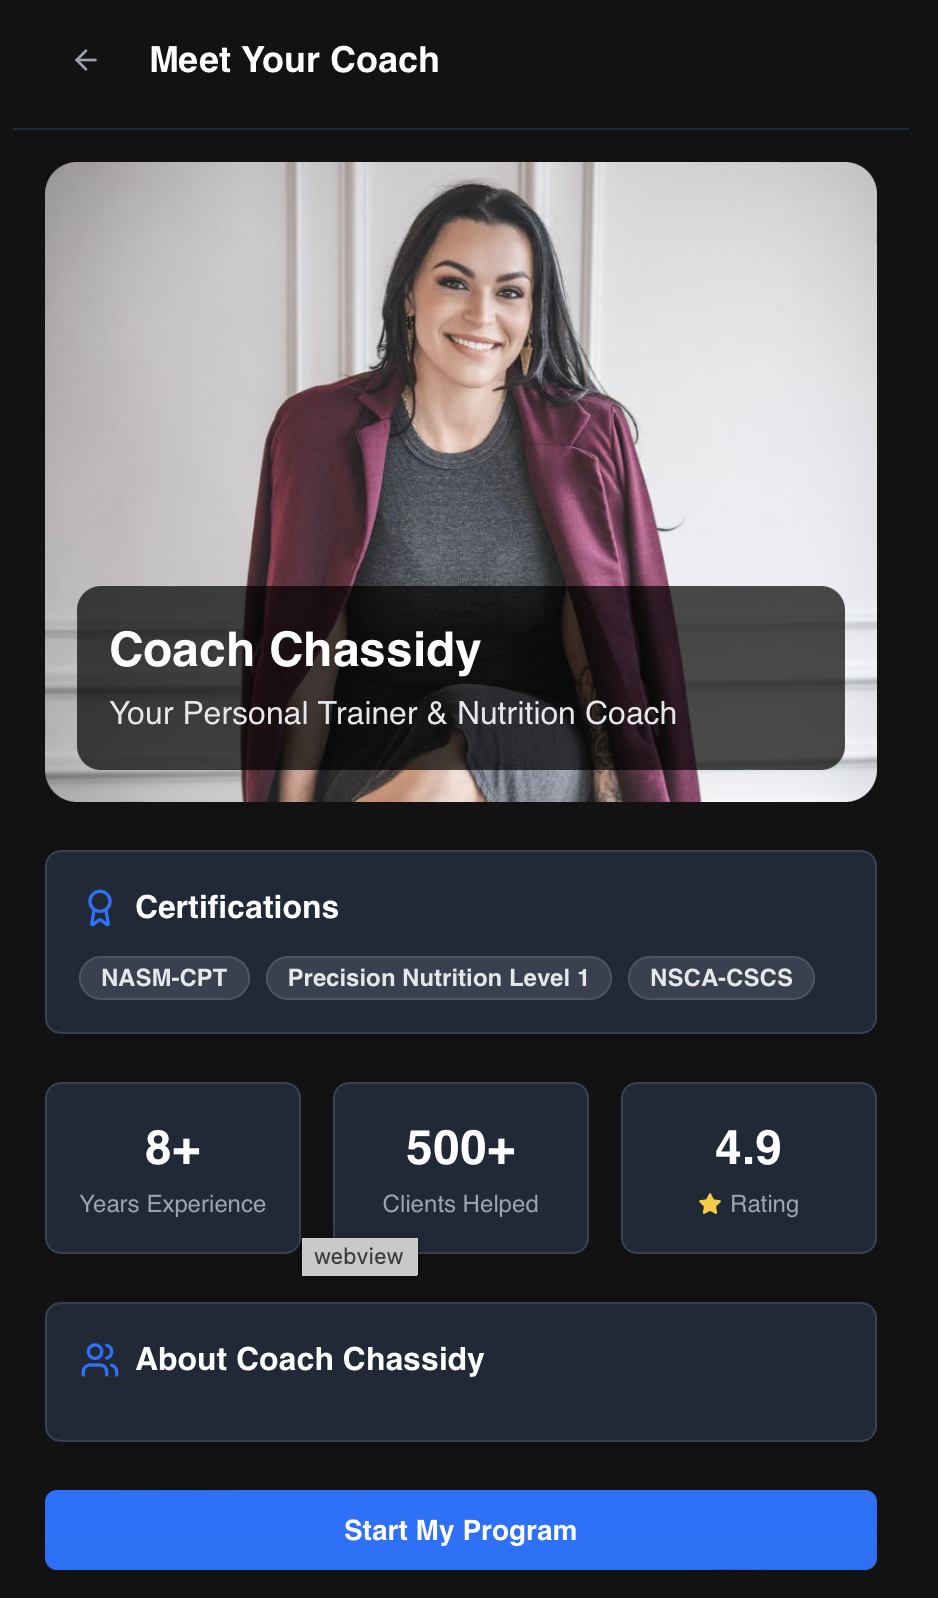 Meet Your Coach
Coach Chassidy
Your Personal Trainer & Nutrition Coach
Certifications
NASM-CPT Precision Nutrition Level 1 NSCA-CSCS
8+ 500+ 4.9
Years Experience Clients Helped ⭐ Rating
webview
About Coach Chassidy
Start My Program